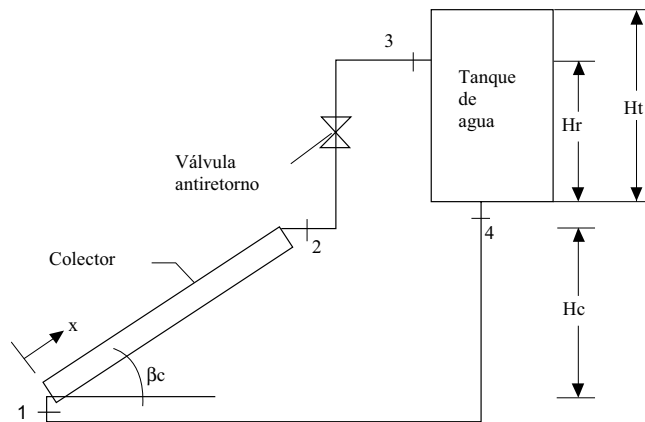 3
Tanque
de
agua
Ht
Hr
Válvula
antiretorno
4
2
Colector
Hc
x
βc
1